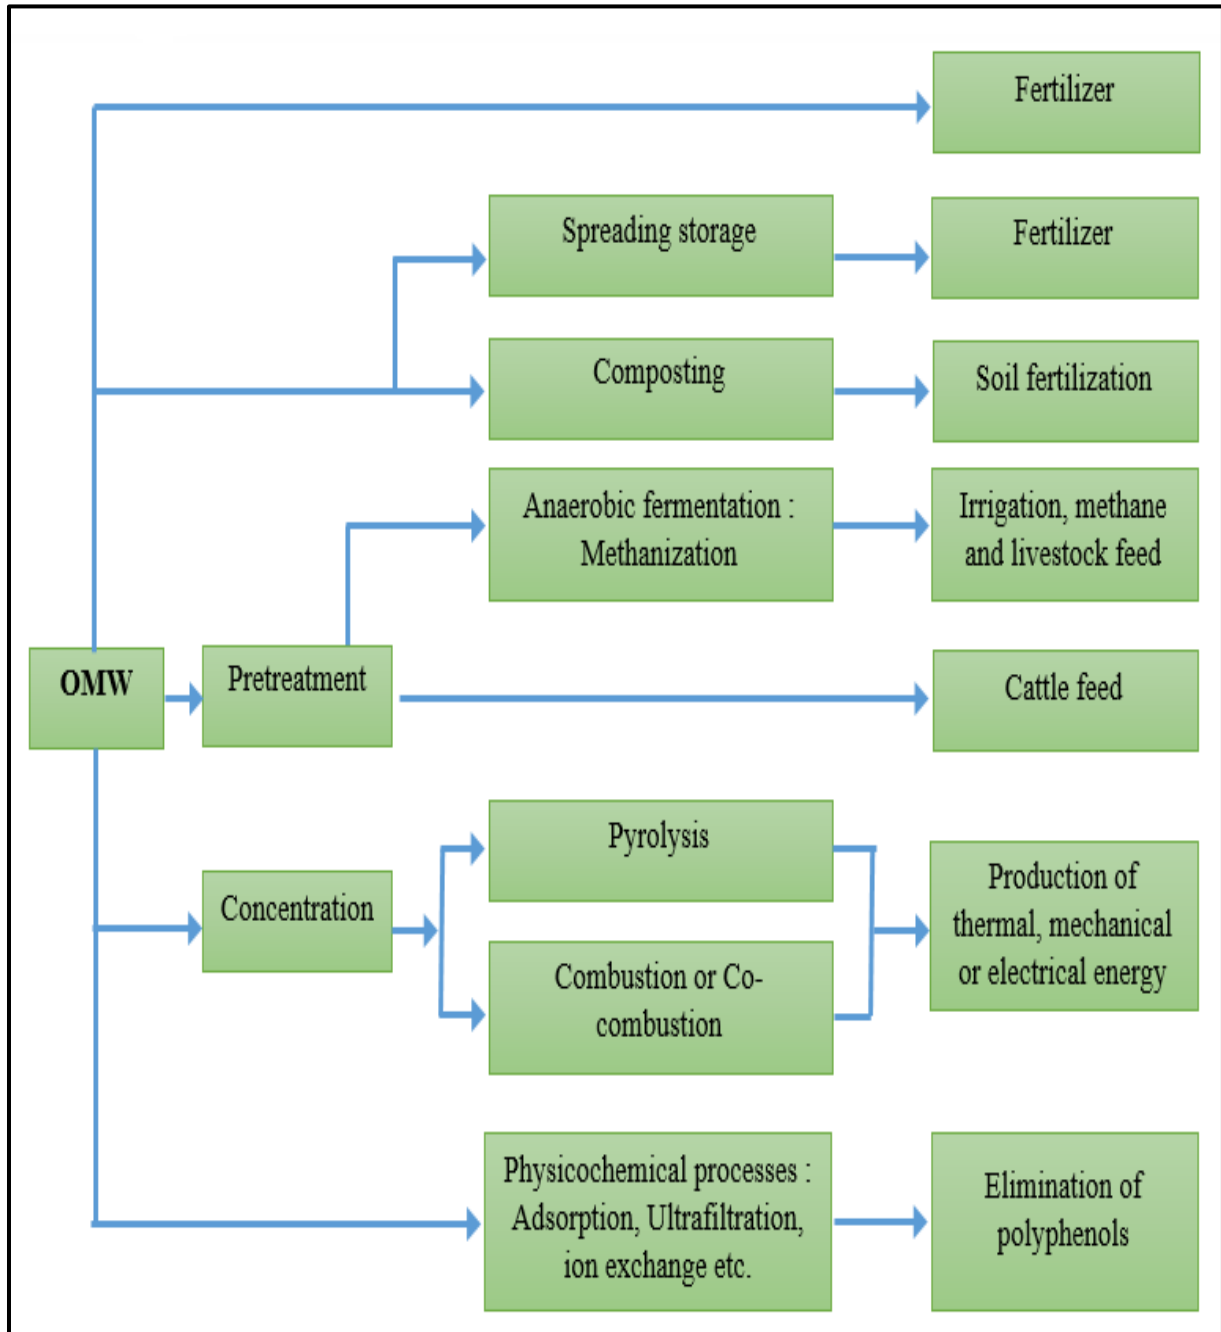 Fertilizer
Spreading storage
Fertilizer
Composting
Soil fertilization
Anaerobic fermentation :
Methanization
Irrigation, methane
and livestock feed
OMW
Pretreatment
Cattle feed
Concentration
Pyrolysis
Combustion or Co-
combustion
Production of
thermal, mechanical
or electrical energy
Physicochemical processes :
Adsorption, Ultrafiltration,
ion exchange etc.
Elimination of
polyphenols